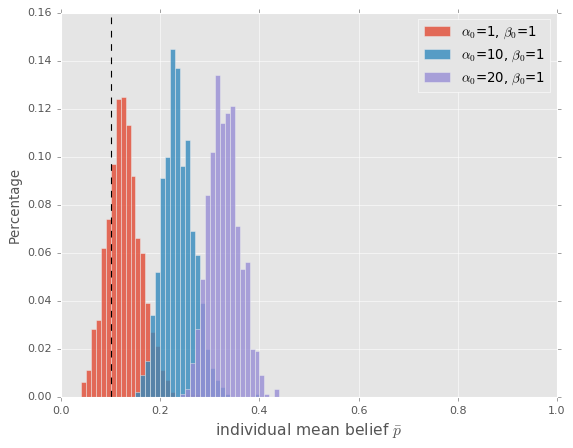 0.16
0.14
0.12
0.10
0.08
0.06
0.04
0.02
0.00
Percentage
α₀=1, β₀=1
α₀=10, β₀=1
α₀=20, β₀=1
0.0 0.2 0.4 0.6 0.8 1.0
individual mean belief p̄